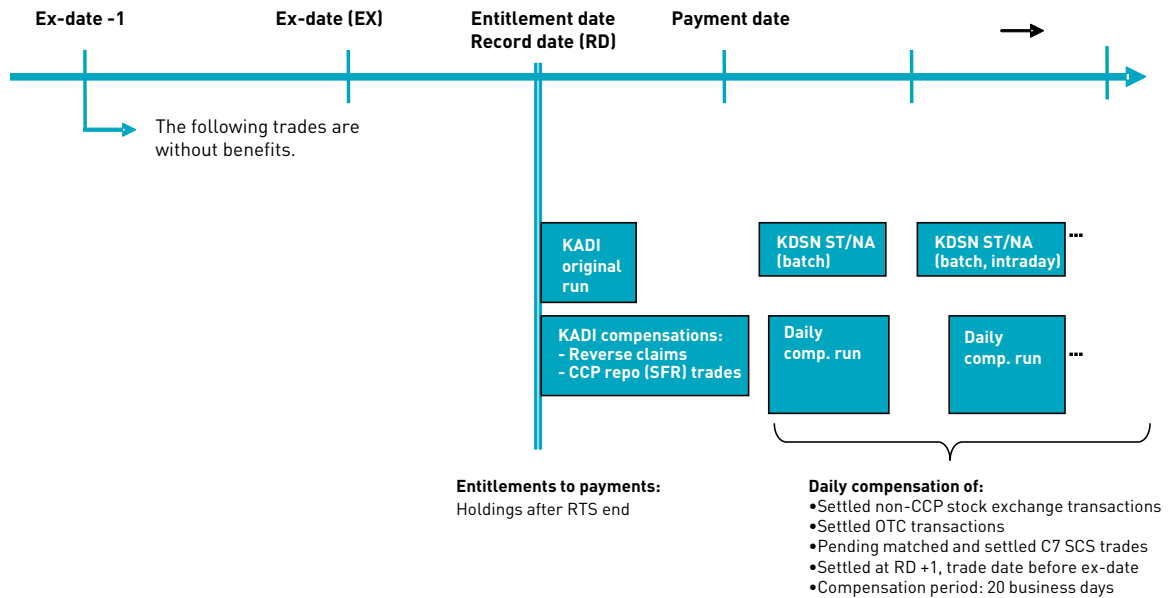 Ex-date -1
Ex-date (EX)
Entitlement date
Record date (RD)
Payment date
The following trades are
without benefits.
KADI
original
run
KDSN ST/NA
(batch)
KDSN ST/NA
(batch, intraday)
...
KADI compensations:
- Reverse claims
- CCP repo (SFR) trades
Daily
comp. run
Daily
comp. run
...
Entitlements to payments:
Holdings after RTS end
Daily compensation of:
•Settled non-CCP stock exchange transactions
•Settled OTC transactions
•Pending matched and settled C7 SCS trades
•Settled at RD +1, trade date before ex-date
•Compensation period: 20 business days